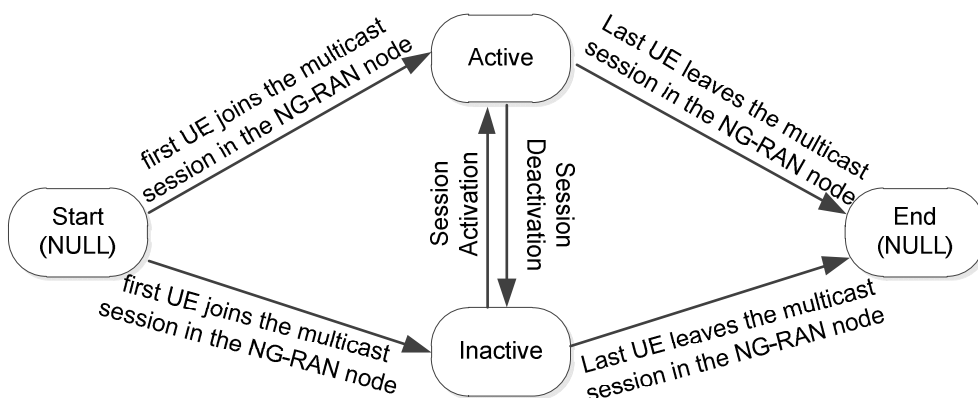 Active
first UE joins the multicast
session in the NG-RAN node
Last UE leaves the multicast
session in the NG-RAN node
Start
(NULL)
Session
Activation
Session
Deactivation
End
(NULL)
first UE joins the multicast
session in the NG-RAN node
Inactive
Last UE leaves the multicast
session in the NG-RAN node